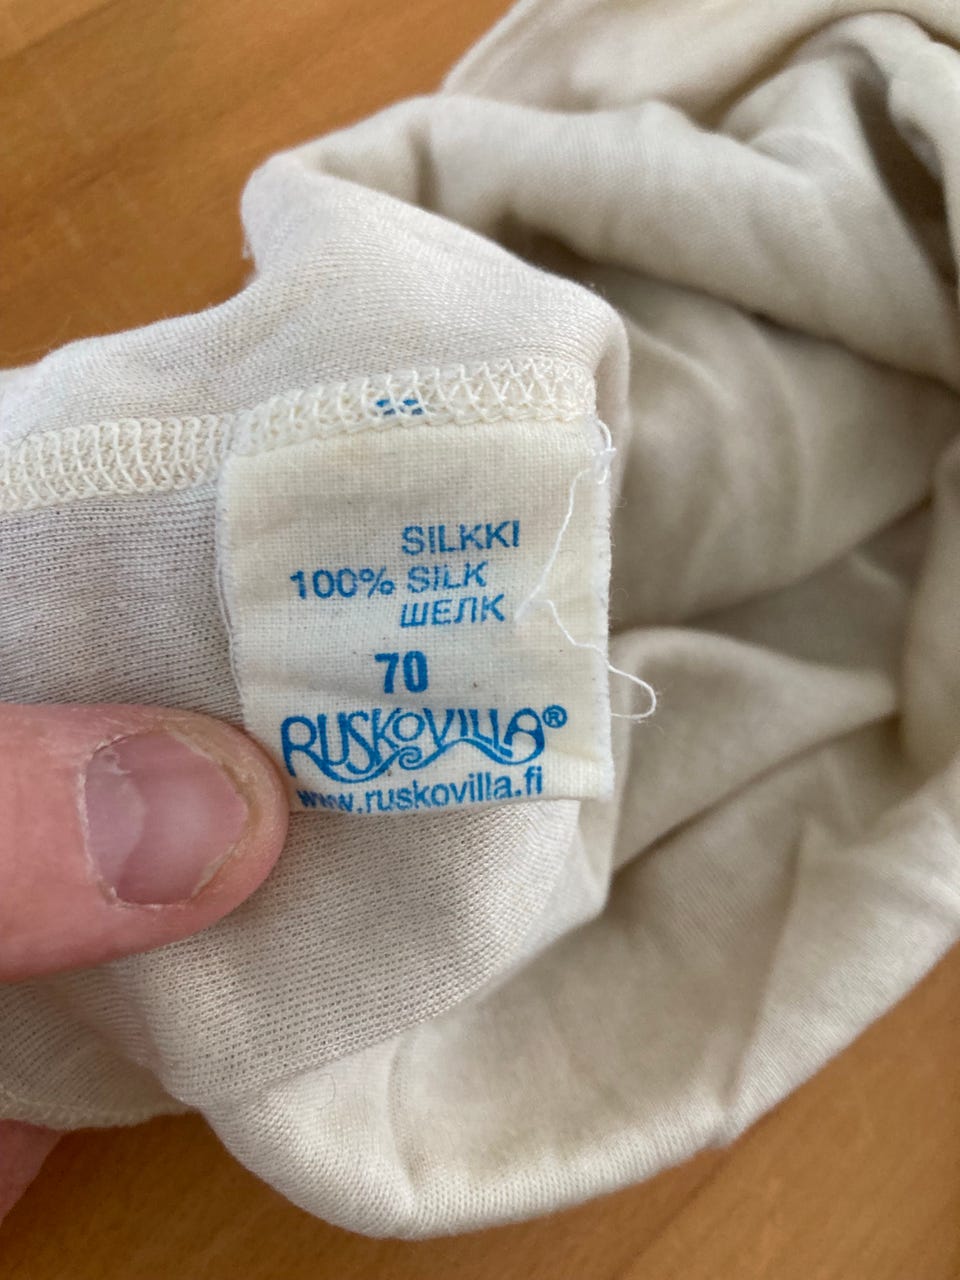 SILKKI
100% SILK
ШЕЛК
70
RUSKOVILLA®
www.ruskovilla.fi